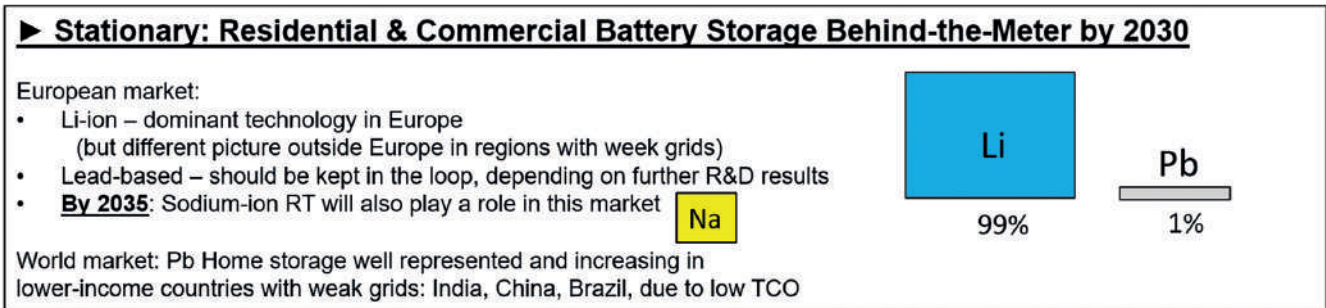 ► Stationary: Residential & Commercial Battery Storage Behind-the-Meter by 2030
European market:
• Li-ion – dominant technology in Europe
(but different picture outside Europe in regions with week grids)
• Lead-based – should be kept in the loop, depending on further R&D results
• By 2035: Sodium-ion RT will also play a role in this market
Na
World market: Pb Home storage well represented and increasing in
lower-income countries with weak grids: India, China, Brazil, due to low TCO
Li
99%
Pb
1%